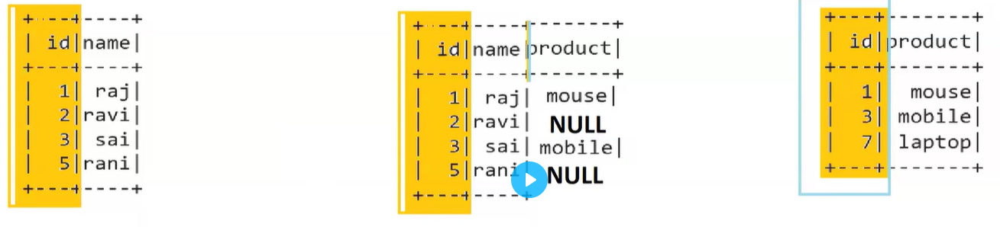 +----+----+
| id|name|
+----+----+
| 1| raj|
| 2|ravi|
| 3| sai|
| 5|rani|
+----+----+
+----+-----+-------+
| id|name|product|
+----+-----+-------+
| 1| raj| mouse|
| 2|ravi| NULL
| 3| sai| mobile|
| 5|rani NULL
+----+-----+
+----+-------+
| id|product|
+----+-------+
| 1| mouse|
| 3| mobile|
| 7| laptop|
+----+-------+